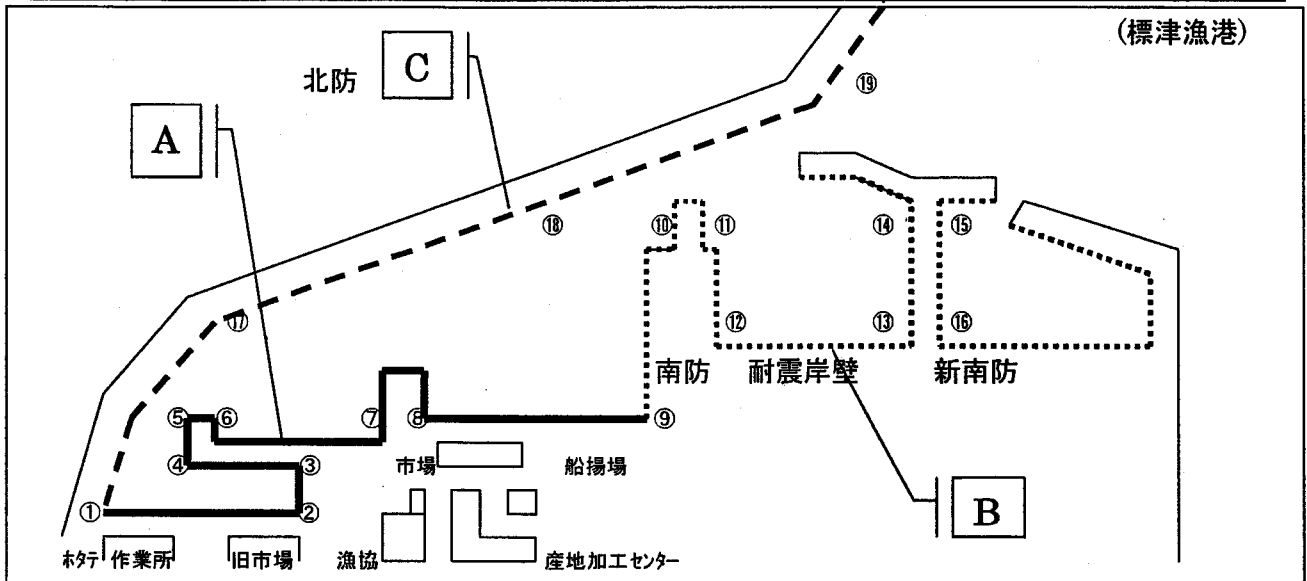 (標津漁港)
北防
C
⑲
A
⑱
⑩
⑪
⑭
⑮
⑰
⑫
⑬
⑯
南防
耐震岸壁
新南防
⑤
⑥
⑦
⑧
⑨
④
③
市場
船揚場
①
②
B
ホタテ
作業所
旧市場
漁協
産地加工センター